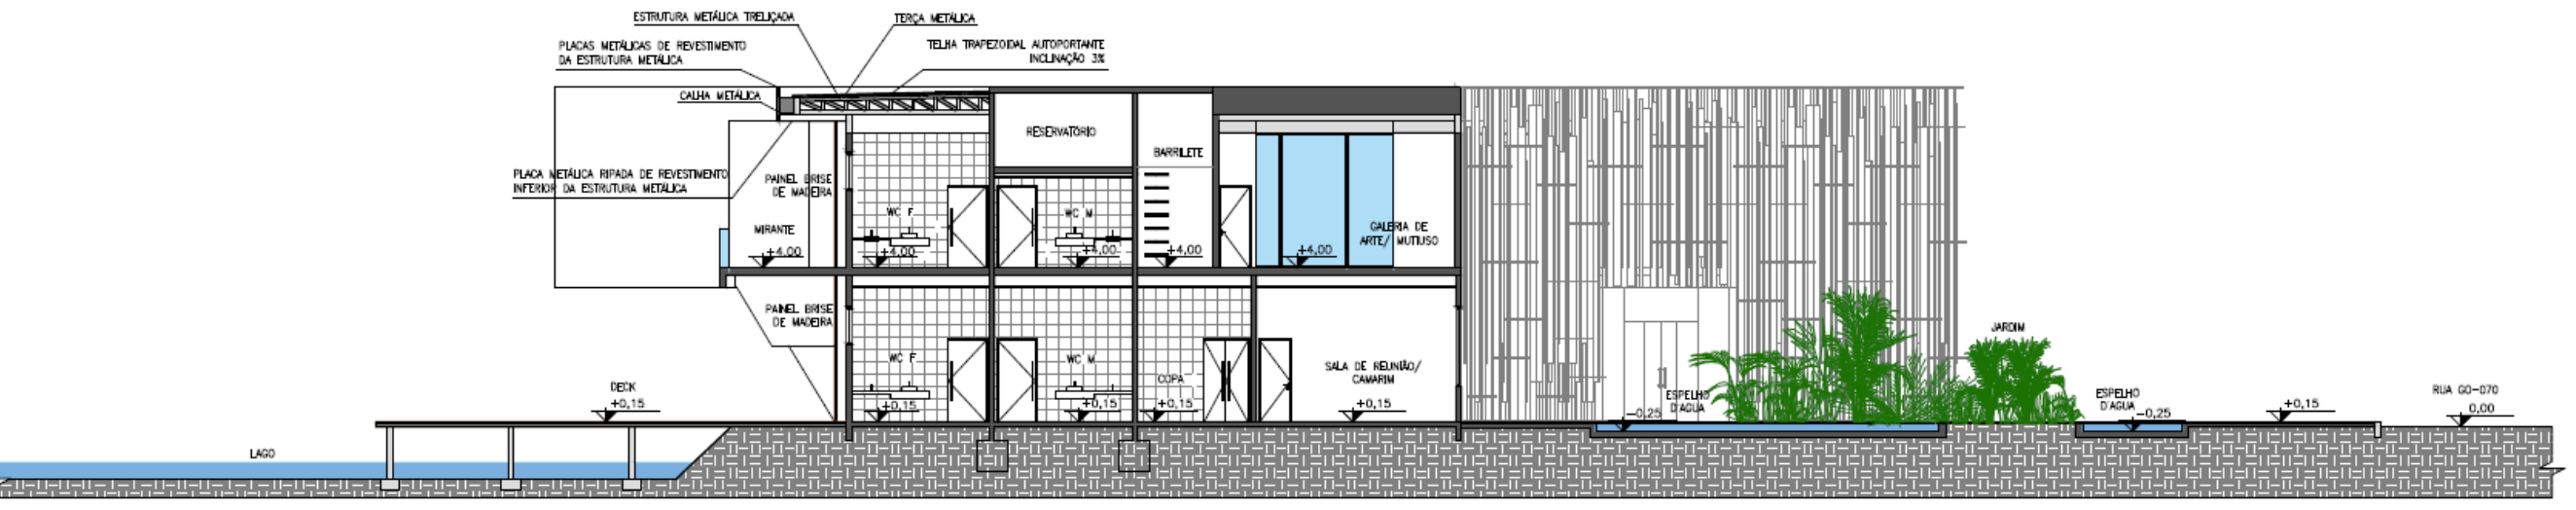 ESTRUTURA METÁLICA TRELIÇADA
TERÇA METÁLICA
PLACAS METÁLICAS DE REVESTIMENTO
DA ESTRUTURA METÁLICA
TELHA TRAPEZOIDAL AUTOPORTANTE
INCLINAÇÃO 3%
CALHA METÁLICA
RESERVATÓRIO
BARRILETE
PLACA METÁLICA RIPADA DE REVESTIMENTO
INFERIOR DA ESTRUTURA METÁLICA
PAINEL BRISE
DE MADEIRA
WC F
WC M
MIRANTE
GALERIA DE
ARTE/ MUTIUSO
+4,00
+4,00
+4,00
+4,00
+4,00
PAINEL BRISE
DE MADEIRA
JARDIM
WC F
WC M
COPA
SALA DE REUNIÃO/
CAMARIM
DECK
+0,15
+0,15
+0,15
+0,15
+0,15
ESPELHO
D'AGUA
-0,25
ESPELHO
D'AGUA
-0,25
+0,15
RUA GO-070
0,00
LAGO